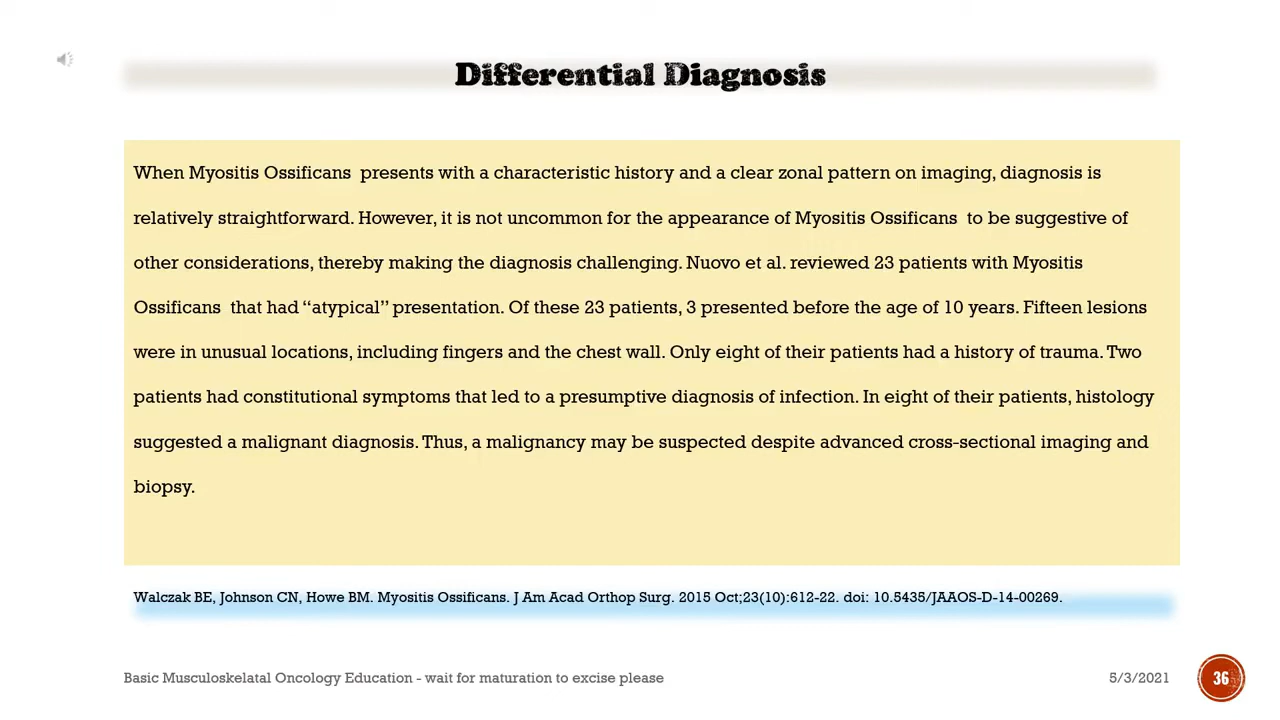 Differential Diagnosis
When Myositis Ossificans presents with a characteristic history and a clear zonal pattern on imaging, diagnosis is
relatively straightforward. However, it is not uncommon for the appearance of Myositis Ossificans to be suggestive of
other considerations, thereby making the diagnosis challenging. Nuovo et al. reviewed 23 patients with Myositis
Ossificans that had “atypical” presentation. Of these 23 patients, 3 presented before the age of 10 years. Fifteen lesions
were in unusual locations, including fingers and the chest wall. Only eight of their patients had a history of trauma. Two
patients had constitutional symptoms that led to a presumptive diagnosis of infection. In eight of their patients, histology
suggested a malignant diagnosis. Thus, a malignancy may be suspected despite advanced cross-sectional imaging and
biopsy.
Walczak BE, Johnson CN, Howe BM. Myositis Ossificans. J Am Acad Orthop Surg. 2015 Oct;23(10):612-22. doi: 10.5435/JAAOS-D-14-00269.
Basic Musculoskelatal Oncology Education - wait for maturation to excise please
5/3/2021
36